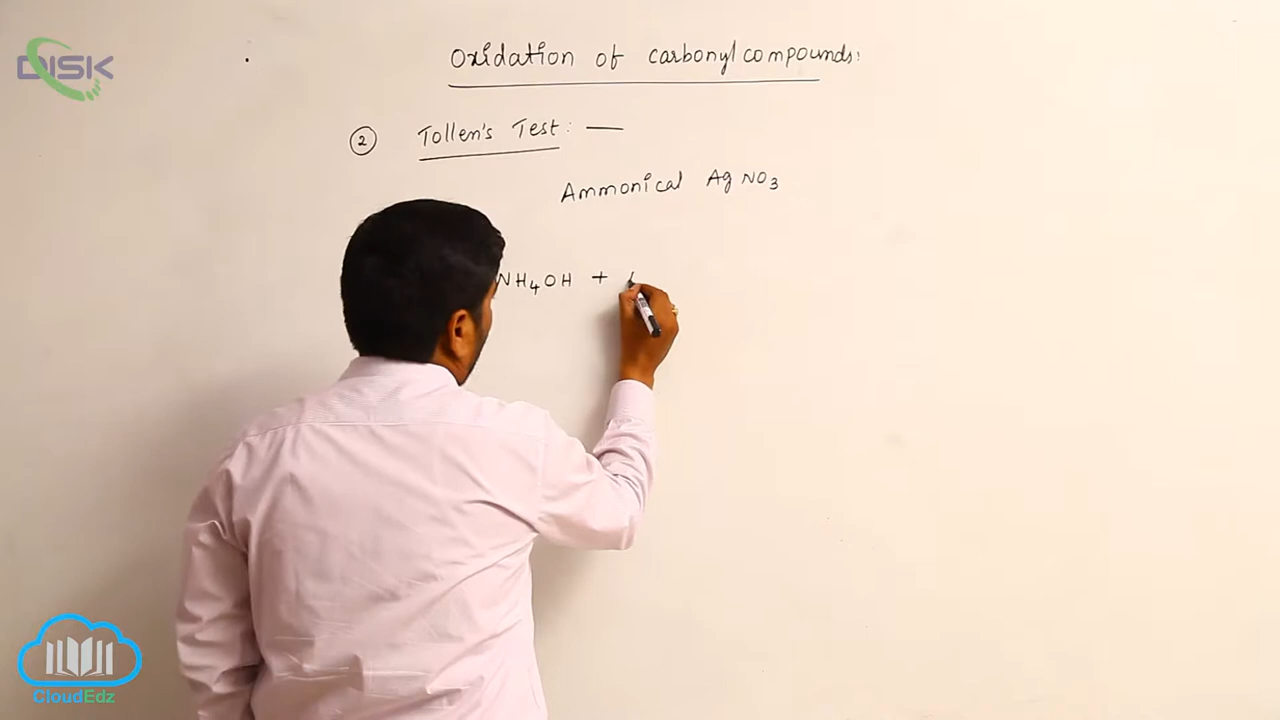 DISK
Oxidation of carbonyl compounds:
2 Tollen's Test: —
Ammonical AgNO3
NH4OH +
CloudEdz